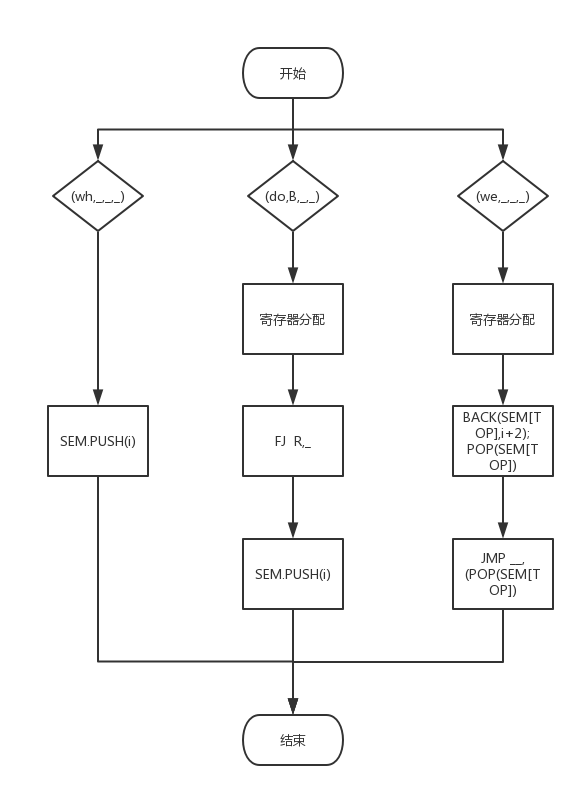 开始
(wh,_,_,_)
(do,B,_,_)
(we,_,_,_)
寄存器分配
寄存器分配
SEM.PUSH(i)
FJ  R,_
BACK(SEM[T
OP],i+2);
POP(SEM[T
OP])
SEM.PUSH(i)
JMP __,
(POP(SEM[T
OP])
结束